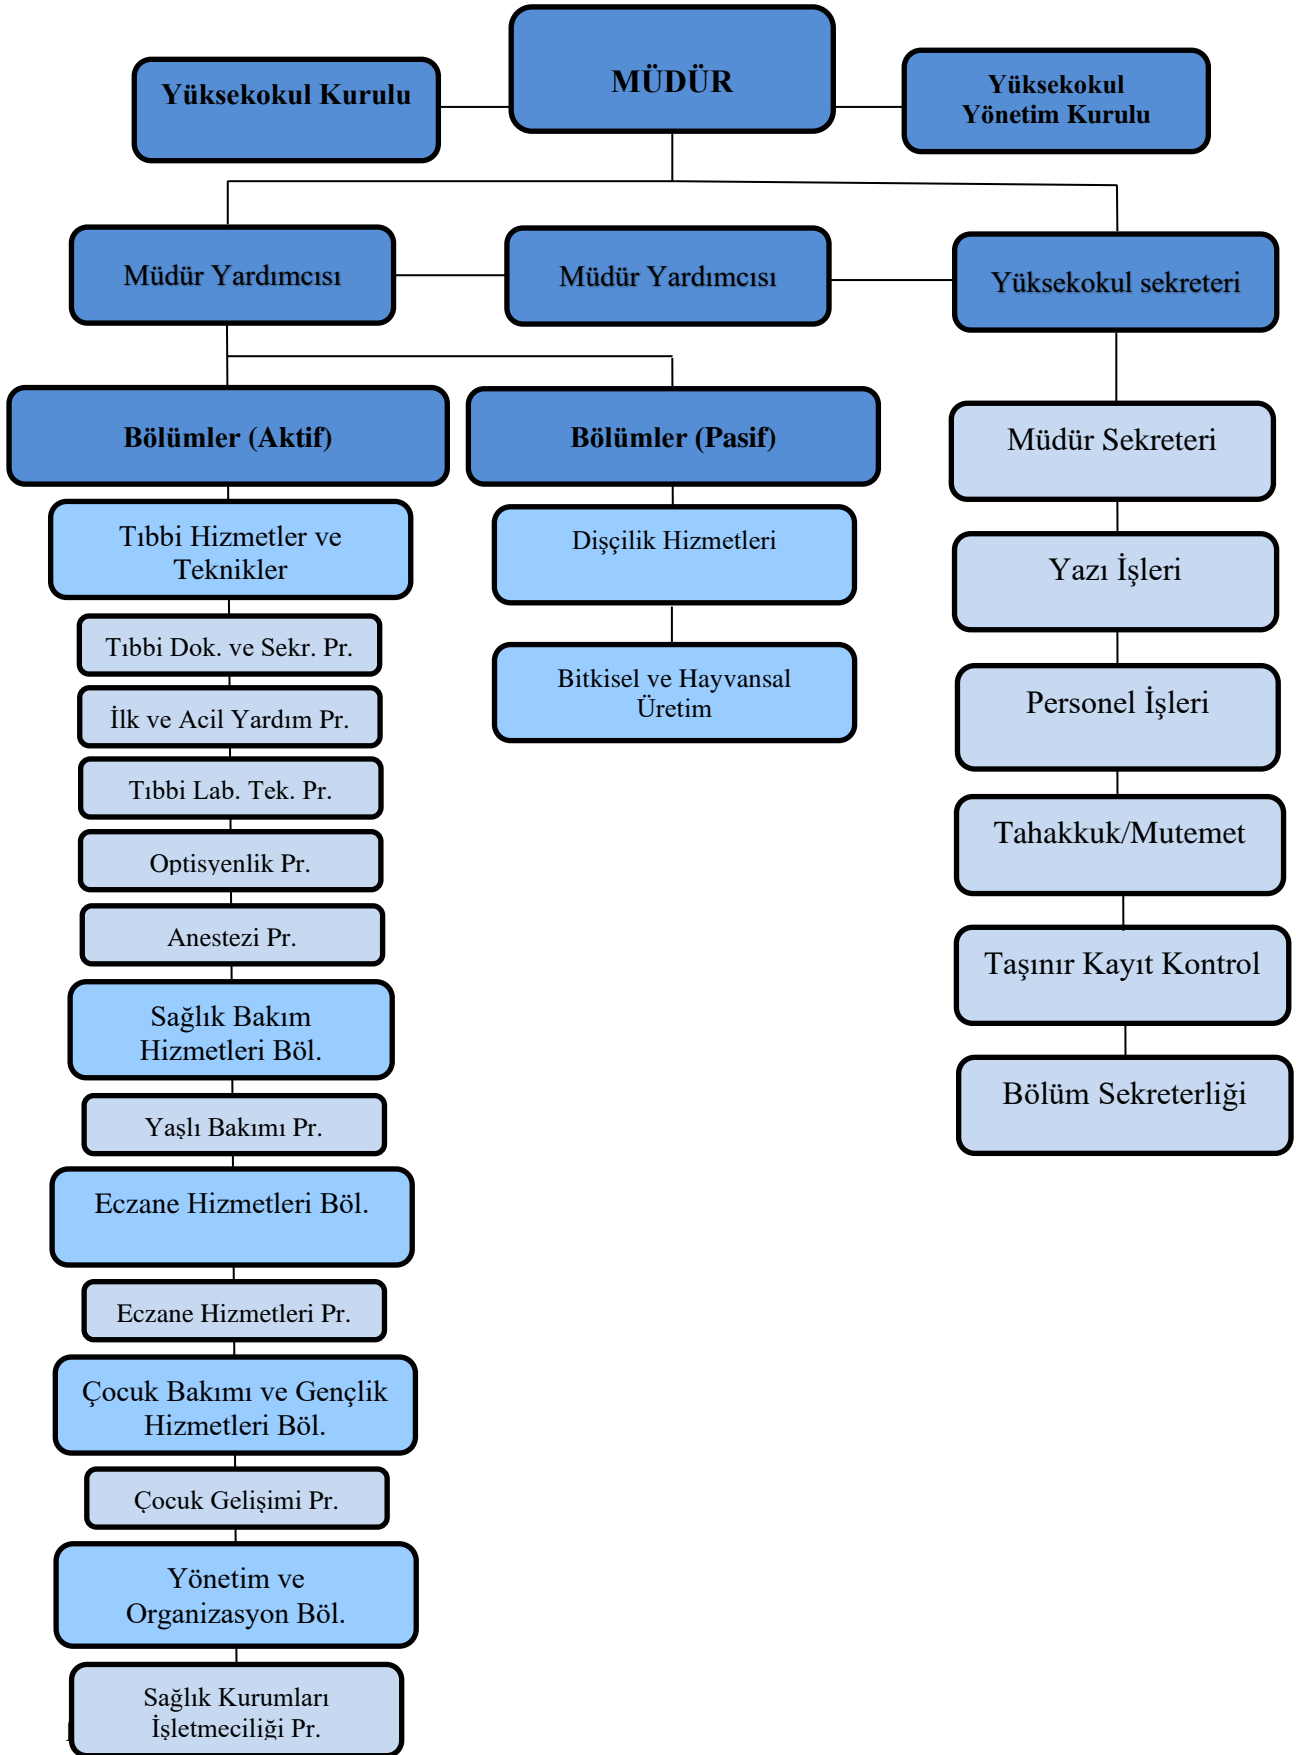 MÜDÜR
Yüksekokul Kurulu
Yüksekokul
Yönetim Kurulu
Müdür Yardımcısı
Müdür Yardımcısı
Yüksekokul sekreteri
Bölümler (Aktif)
Bölümler (Pasif)
Müdür Sekreteri
Tıbbi Hizmetler ve
Teknikler
Dişçilik Hizmetleri
Yazı İşleri
Tıbbi Dok. ve Sekr. Pr.
Bitkisel ve Hayvansal
Üretim
Personel İşleri
İlk ve Acil Yardım Pr.
Tıbbi Lab. Tek. Pr.
Tahakkuk/Mutemet
Optisyenlik Pr.
Anestezi Pr.
Taşınır Kayıt Kontrol
Sağlık Bakım
Hizmetleri Böl.
Bölüm Sekreterliği
Yaşlı Bakımı Pr.
Eczane Hizmetleri Böl.
Eczane Hizmetleri Pr.
Çocuk Bakımı ve Gençlik
Hizmetleri Böl.
Çocuk Gelişimi Pr.
Yönetim ve
Organizasyon Böl.
Sağlık Kurumları
İşletmeciliği Pr.